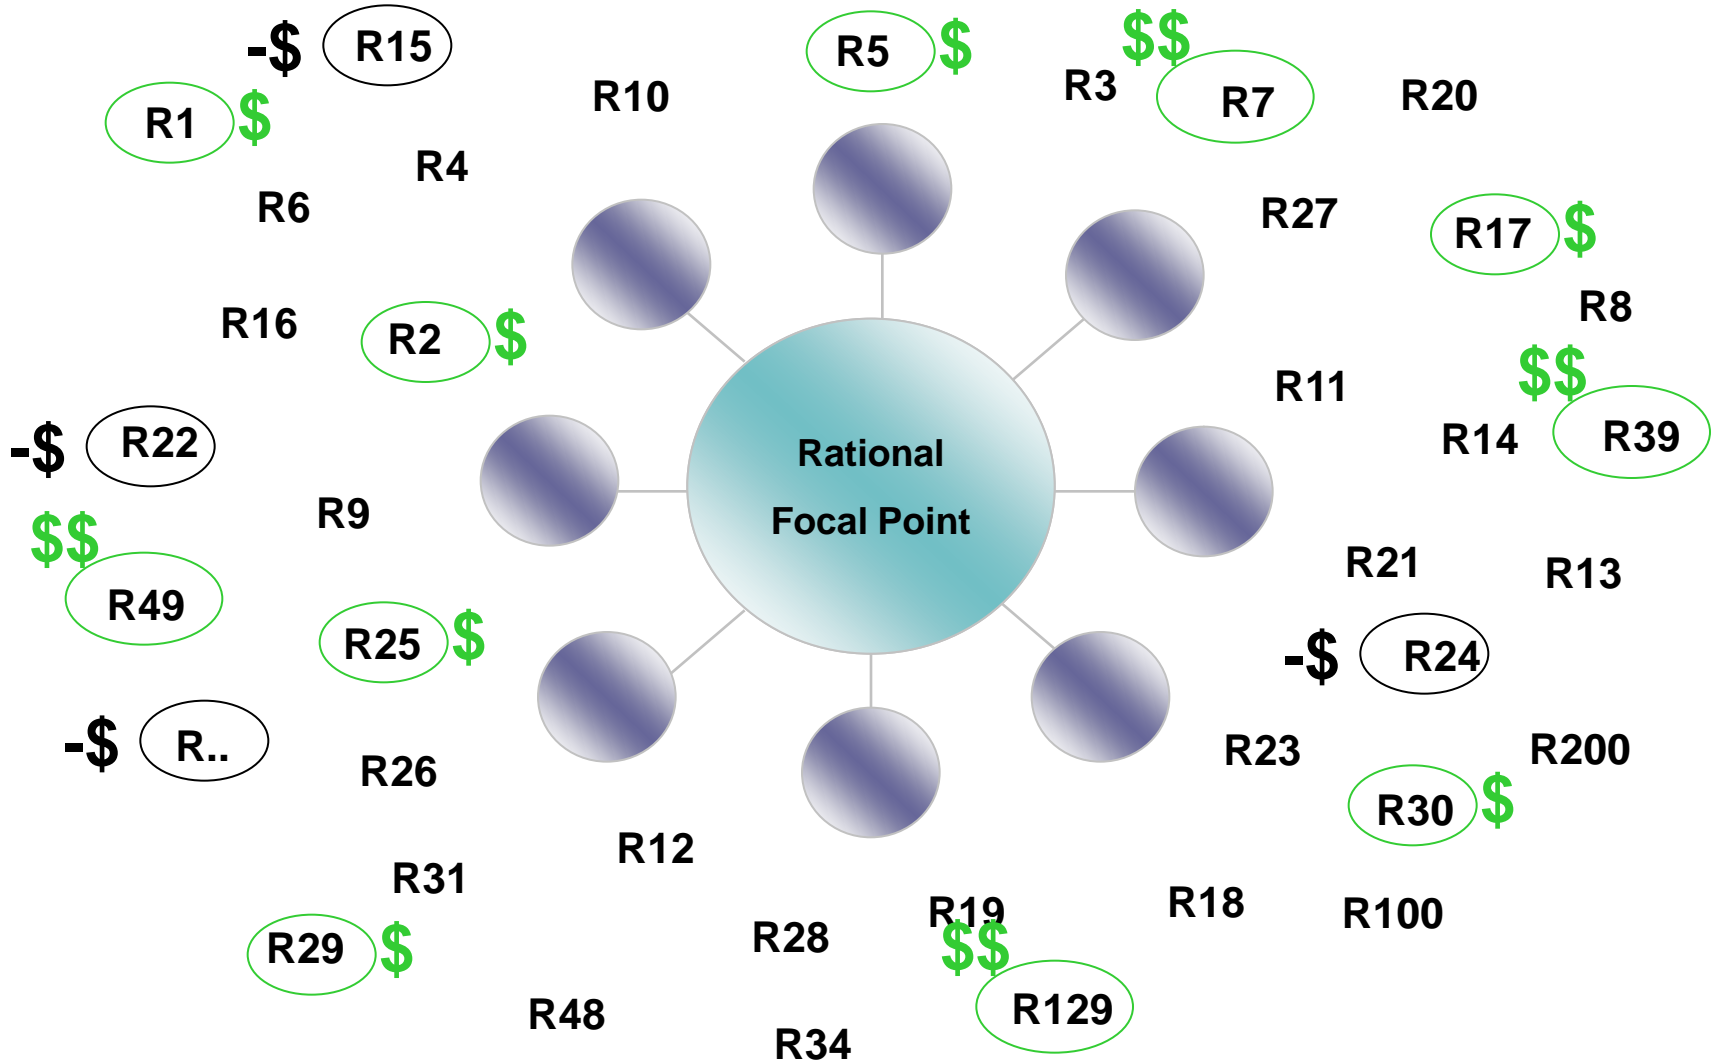 -$ R15
R5 $
$$
R3
R7
R20
R10
R1 $
R4
R6
R27
R17 $
R16
R2 $
R8
$$
R11
R14
R39
-$ R22
Rational
Focal Point
R9
$$
R49
R21
R13
R25 $
-$ R24
-$ R..
R26
R23
R200
R30 $
R12
R31
R19
R18
R100
R29 $
R28
$$
R129
R48
R34